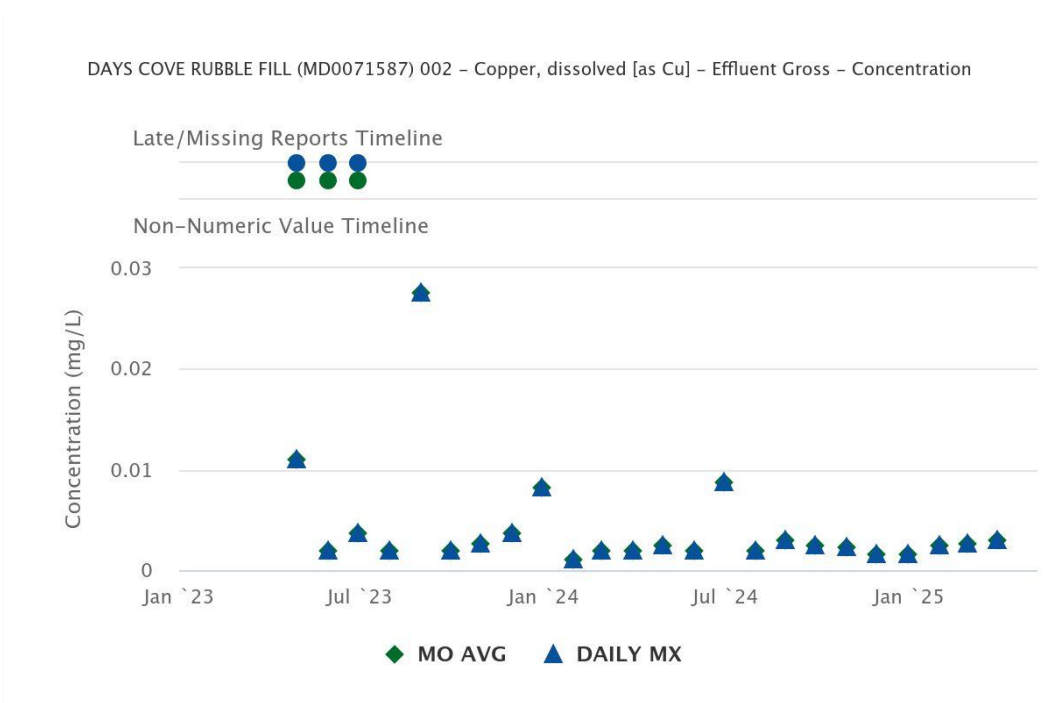 DAYS COVE RUBBLE FILL (MD0071587) 002 – Copper, dissolved [as Cu] – Effluent Gross – Concentration
Late/Missing Reports Timeline
Non-Numeric Value Timeline
Concentration (mg/L)
0.03
0.02
0.01
0
Jan `23
Jul `23
Jan `24
Jul `24
Jan `25
MO AVG
DAILY MX